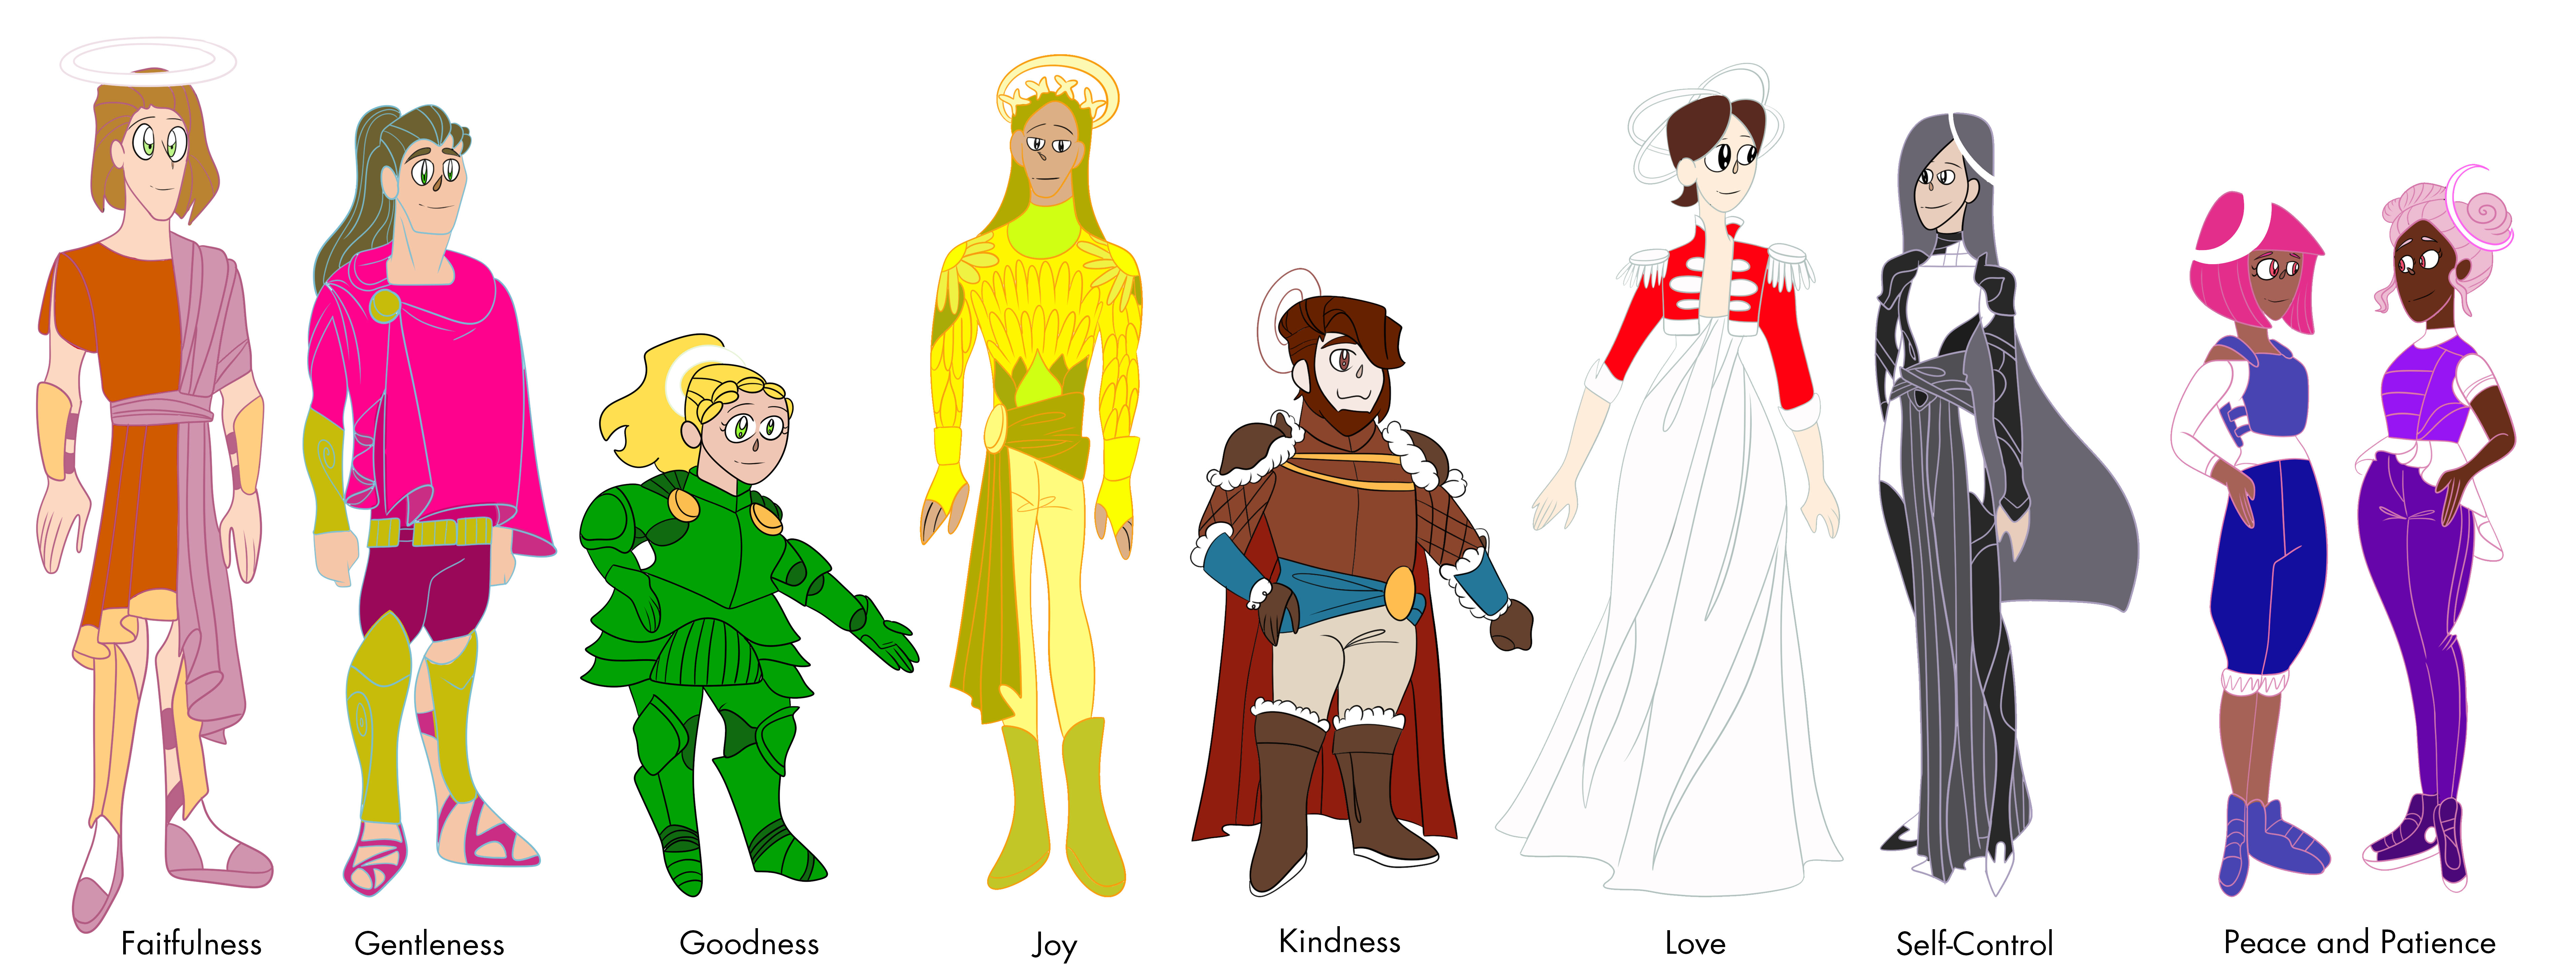 Faitfulness
Gentleness
Goodness
Joy
Kindness
Love
Self-Control
Peace and Patience